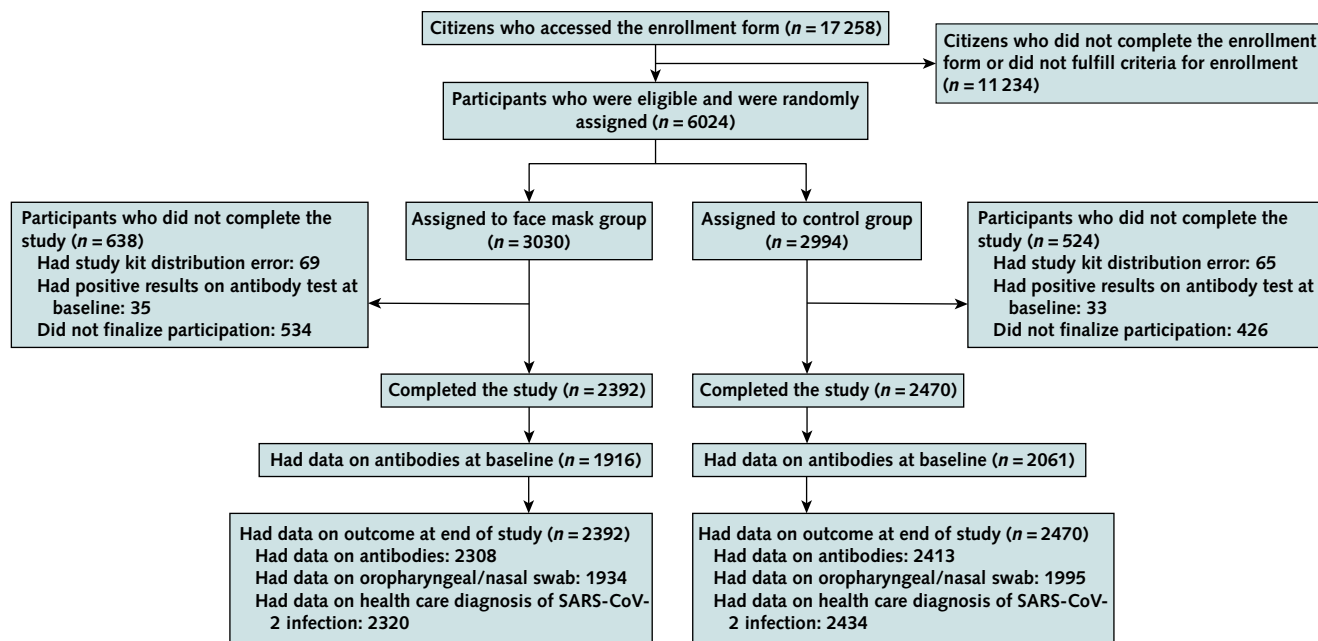 Citizens who accessed the enrollment form (n = 17 258)
Citizens who did not complete the enrollment
form or did not fulfill criteria for enrollment
(n = 11 234)
Participants who were eligible and were randomly
assigned (n = 6024)
Participants who did not complete the
study (n = 638)
Had study kit distribution error: 69
Had positive results on antibody test at
baseline: 35
Did not finalize participation: 534
Assigned to face mask group
(n = 3030)
Assigned to control group
(n = 2994)
Participants who did not complete the
study (n = 524)
Had study kit distribution error: 65
Had positive results on antibody test at
baseline: 33
Did not finalize participation: 426
Completed the study (n = 2392)
Completed the study (n = 2470)
Had data on antibodies at baseline (n = 1916)
Had data on antibodies at baseline (n = 2061)
Had data on outcome at end of study (n = 2392)
Had data on antibodies: 2308
Had data on oropharyngeal/nasal swab: 1934
Had data on health care diagnosis of SARS-CoV-
2 infection: 2320
Had data on outcome at end of study (n = 2470)
Had data on antibodies: 2413
Had data on oropharyngeal/nasal swab: 1995
Had data on health care diagnosis of SARS-CoV-
2 infection: 2434